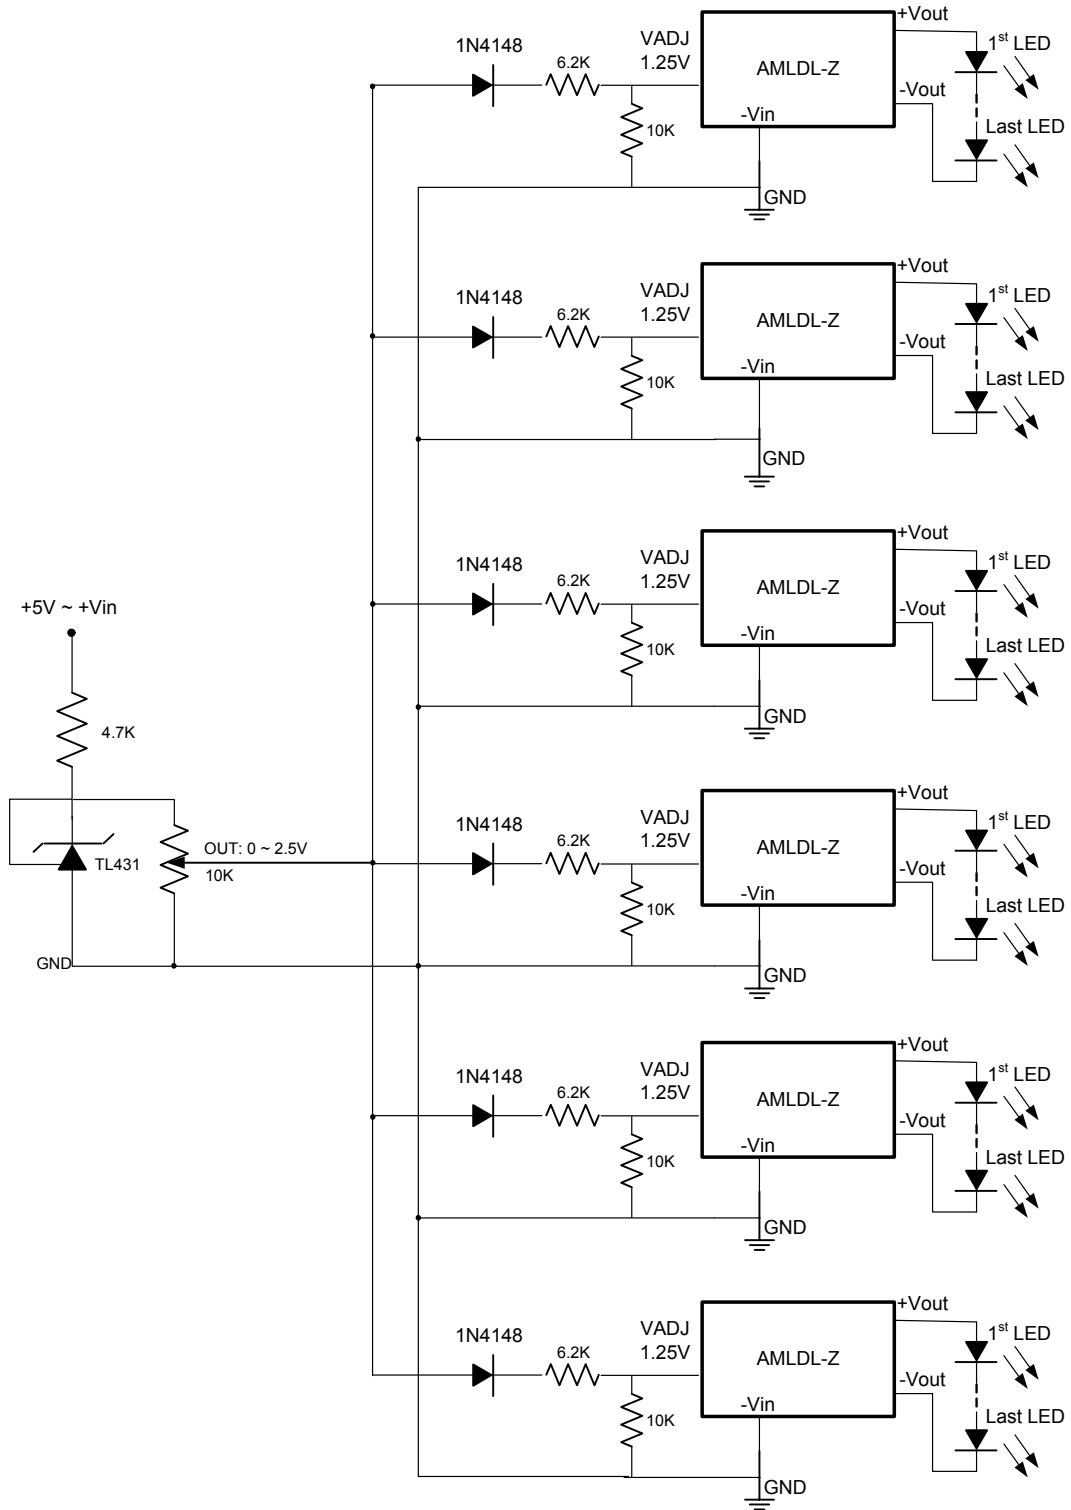 +Vout
1N4148
VADJ
1.25V
6.2K
1st LED
AMLDL-Z
-Vout
-Vin
10K
Last LED
GND
+Vout
1N4148
VADJ
1.25V
6.2K
1st LED
AMLDL-Z
-Vout
-Vin
10K
Last LED
GND
+Vout
1N4148
VADJ
1.25V
6.2K
1st LED
AMLDL-Z
-Vout
-Vin
10K
Last LED
GND
+5V ~ +Vin
4.7K
TL431
OUT: 0 ~ 2.5V
10K
GND
+Vout
1N4148
VADJ
1.25V
6.2K
1st LED
AMLDL-Z
-Vout
-Vin
10K
Last LED
GND
+Vout
1N4148
VADJ
1.25V
6.2K
1st LED
AMLDL-Z
-Vout
-Vin
10K
Last LED
GND
+Vout
1N4148
VADJ
1.25V
6.2K
1st LED
AMLDL-Z
-Vout
-Vin
10K
Last LED
GND